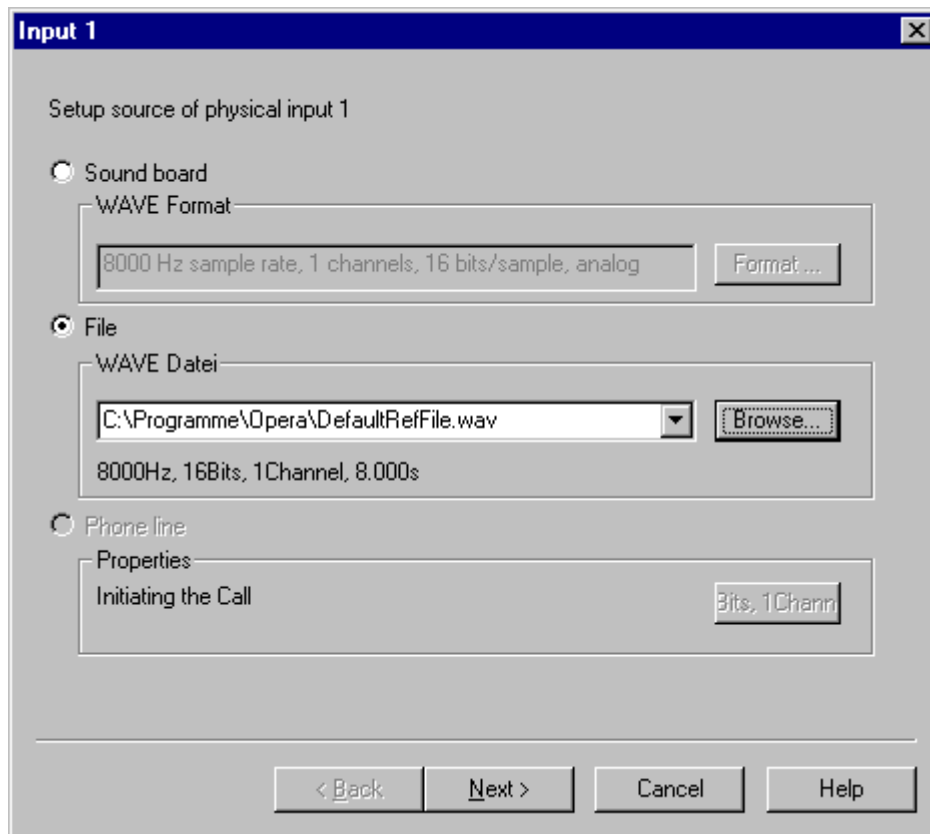 Input 1
Setup source of physical input 1
Sound board
WAVE Format
8000 Hz sample rate, 1 channels, 16 bits/sample, analog
Format ...
File
WAVE Datei
C:\Programme\Opera\DefaultRefFile.wav
Browse...
8000Hz, 16Bits, 1Channel, 8.000s
Phone line
Properties
Initiating the Call
Bits, 1Chann
< Back
Next >
Cancel
Help